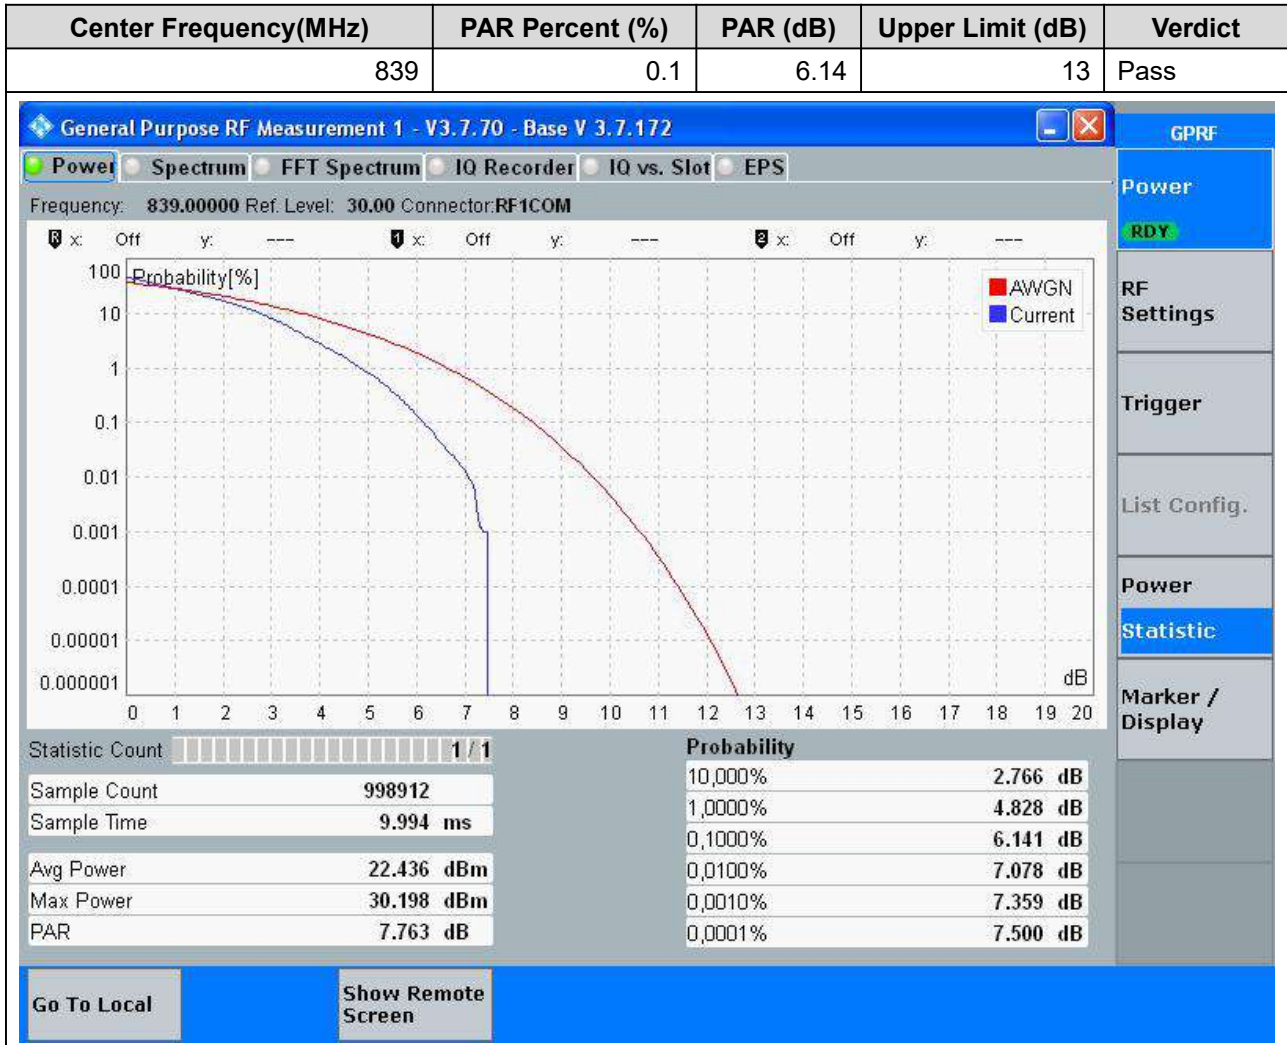 Center Frequency(MHz) PAR Percent (%) PAR (dB) Upper Limit (dB) Verdict
839 0.1 6.14 13 Pass
General Purpose RF Measurement 1 - V3.7.70 - Base V 3.7.172
GPRF
Power Spectrum FFT Spectrum IQ Recorder IQ vs. Slot EPS
Power
RDY
Frequency: 839.00000 Ref. Level: 30.00 Connector:RF1COM
R x: Off y: --- 1 x: Off y: --- 2 x: Off y: ---
Probability[%]
AWGN
Current
100
10
1
0.1
0.01
0.001
0.0001
0.00001
0.000001
dB
0 1 2 3 4 5 6 7 8 9 10 11 12 13 14 15 16 17 18 19 20
RF
Settings
Trigger
List Config.
Power
Statistic
Marker /
Display
Statistic Count 1 / 1
Sample Count 998912
Sample Time 9.994 ms
Avg Power 22.436 dBm
Max Power 30.198 dBm
PAR 7.763 dB
Probability
10,000% 2.766 dB
1,0000% 4.828 dB
0,1000% 6.141 dB
0,0100% 7.078 dB
0,0010% 7.359 dB
0,0001% 7.500 dB
Go To Local
Show Remote
Screen